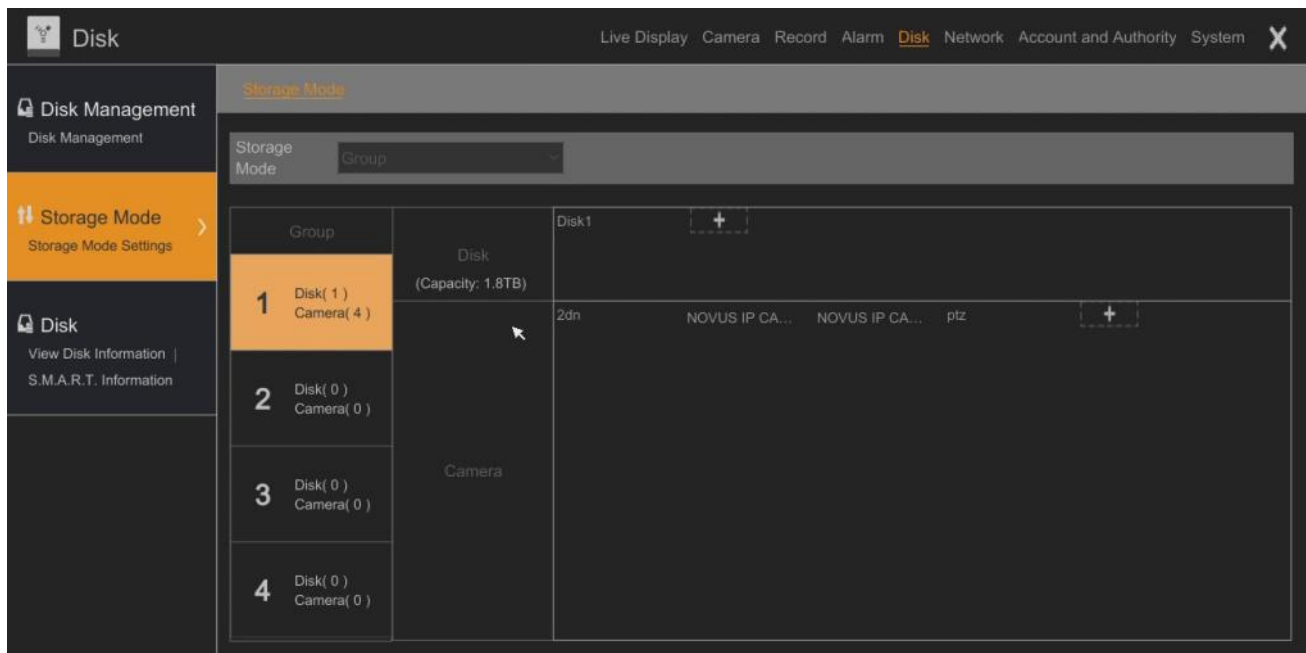 Disk
Live Display Camera Record Alarm Disk Network Account and Authority System X
Disk Management
Disk Management
Storage Mode
Storage Mode Settings
Disk
View Disk Information |
S.M.A.R.T. Information
Storage Mode
Storage
Mode
Group
Group
1
Disk( 1 )
Camera( 4 )
2
Disk( 0 )
Camera( 0 )
3
Disk( 0 )
Camera( 0 )
4
Disk( 0 )
Camera( 0 )
Disk
(Capacity: 1.8TB)
Camera
Disk1 +
2dn NOVUS IP CA... NOVUS IP CA... ptz +